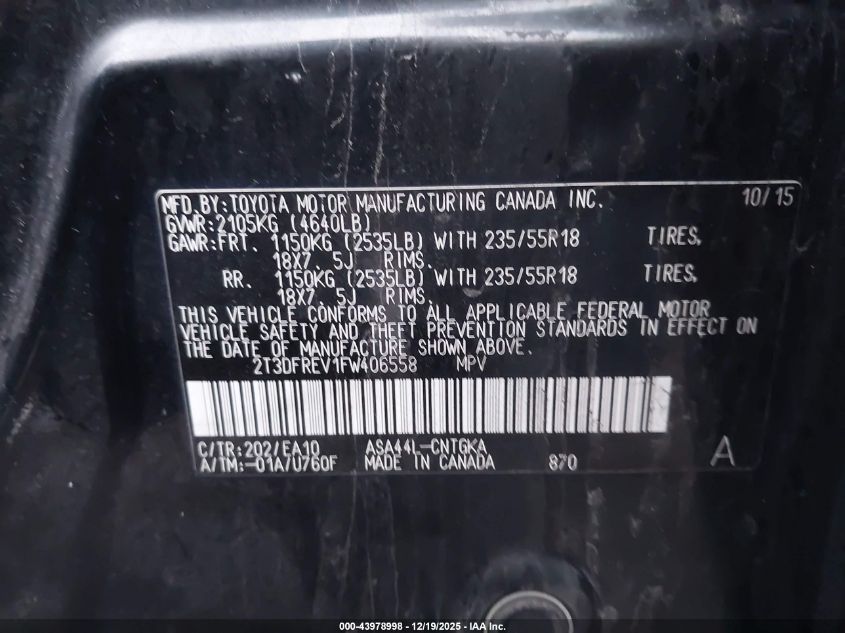 MFD.BY:TOYOTA MOTOR MANUFACTURING CANADA INC. 10/15
GVWR:2105KG (4640LB)
GAWR:FRT. 1150KG (2535LB) WITH 235/55R18 TIRES,
18X7. 5J RIMS.
RR. 1150KG (2535LB) WITH 235/55R18 TIRES,
18X7. 5J RIMS.
THIS VEHICLE CONFORMS TO ALL APPLICABLE FEDERAL MOTOR
VEHICLE SAFETY AND THEFT PREVENTION STANDARDS IN EFFECT ON
THE DATE OF MANUFACTURE SHOWN ABOVE.
2T3DFREV1FW406558 MPV
C/TR:202/EA10 ASA44L-CNTGKA
A/TM:-01A/U760F MADE IN CANADA 870 A
000-43978998 - 12/19/2025 - IAA Inc.